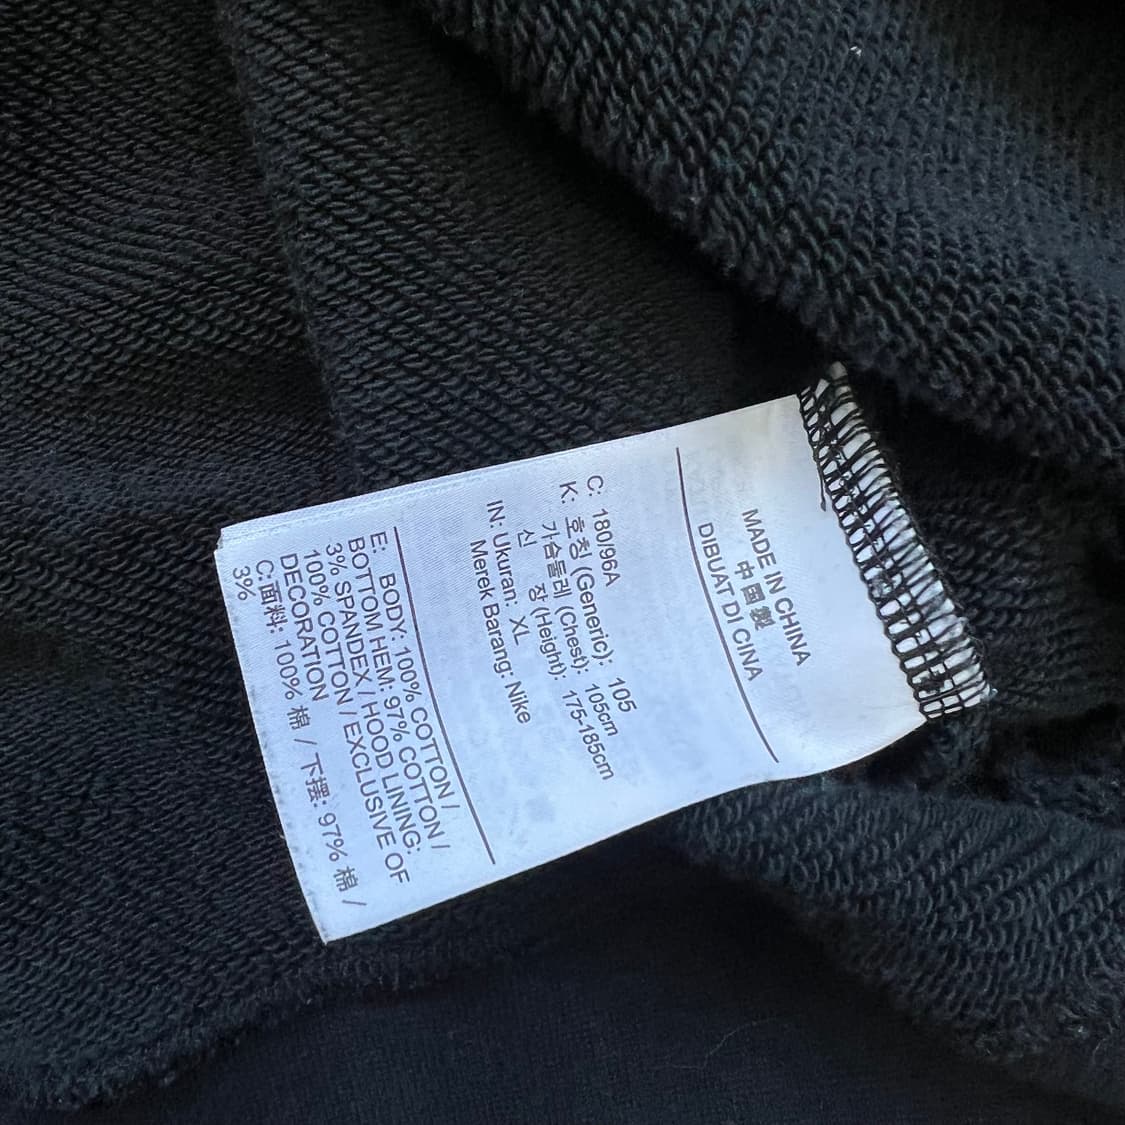 MADE IN CHINA
中国製
DIBUAT DI CINA
C: 180/96A
K: 호칭 (Generic): 105
가슴둘레 (Chest): 105cm
신 장 (Height): 175-185cm
IN: Ukuran: XL
Merek Barang: Nike
E: BODY: 100% COTTON /
BOTTOM HEM: 97% COTTON /
3% SPANDEX / HOOD LINING:
100% COTTON / EXCLUSIVE OF
DECORATION
C: 面料: 100% 棉 / 下摆: 97% 棉 /
3%